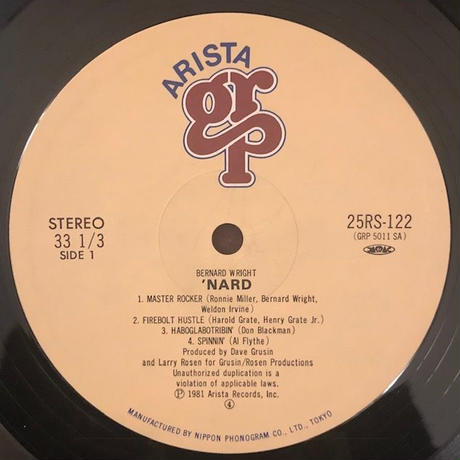 ARISTA
grp
STEREO
33 1/3
SIDE 1
25RS-122
(GRP 5011 SA)
BERNARD WRIGHT
'NARD
1. MASTER ROCKER (Ronnie Miller, Bernard Wright,
Weldon Irvine)
2. FIREBOLT HUSTLE (Harold Grate, Henry Grate Jr.)
3. HABOGLABOTRIBIN' (Don Blackman)
4. SPINNIN' (Al Flythe)
Produced by Dave Grusin
and Larry Rosen for Grusin/Rosen Productions
Unauthorized duplication is a
violation of applicable laws.
Ⓟ 1981 Arista Records, Inc.
④
MANUFACTURED BY NIPPON PHONOGRAM CO., LTD., TOKYO